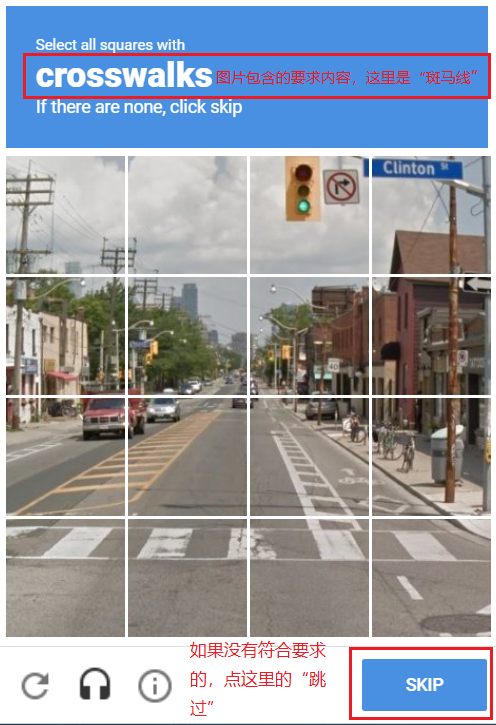 Select all squares with
crosswalks 图片包含的要求内容，这里是“斑马线”
If there are none, click skip
Clinton St
40
如果没有符合要求
的，点这里的“跳
过”
SKIP